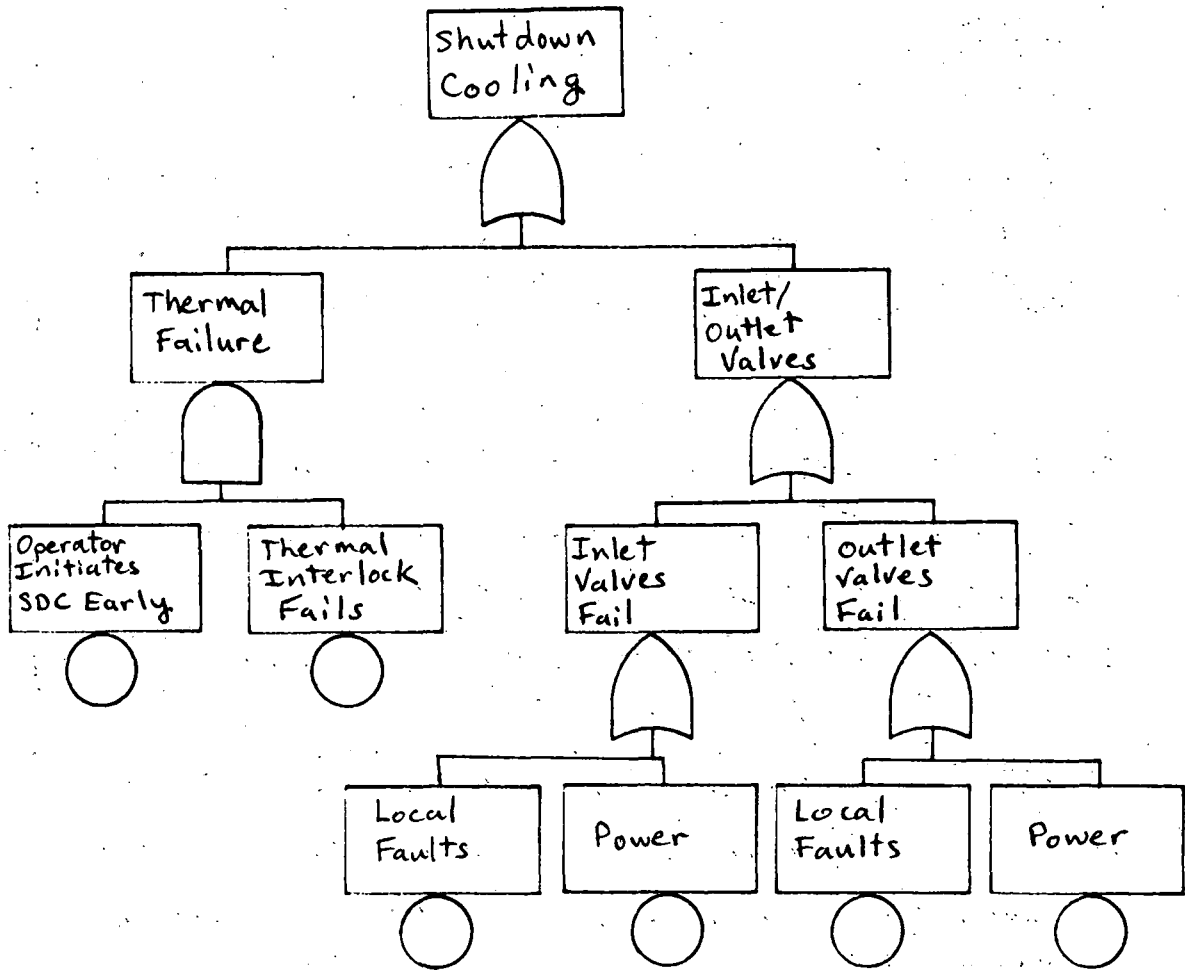 Shutdown
Cooling
Thermal
Failure
Inlet/
Outlet
Valves
Operator
Initiates
SDC Early
Thermal
Interlock
Fails
Inlet
Valves
Fail
Outlet
Valves
Fail
Local
Faults
Power
Local
Faults
Power